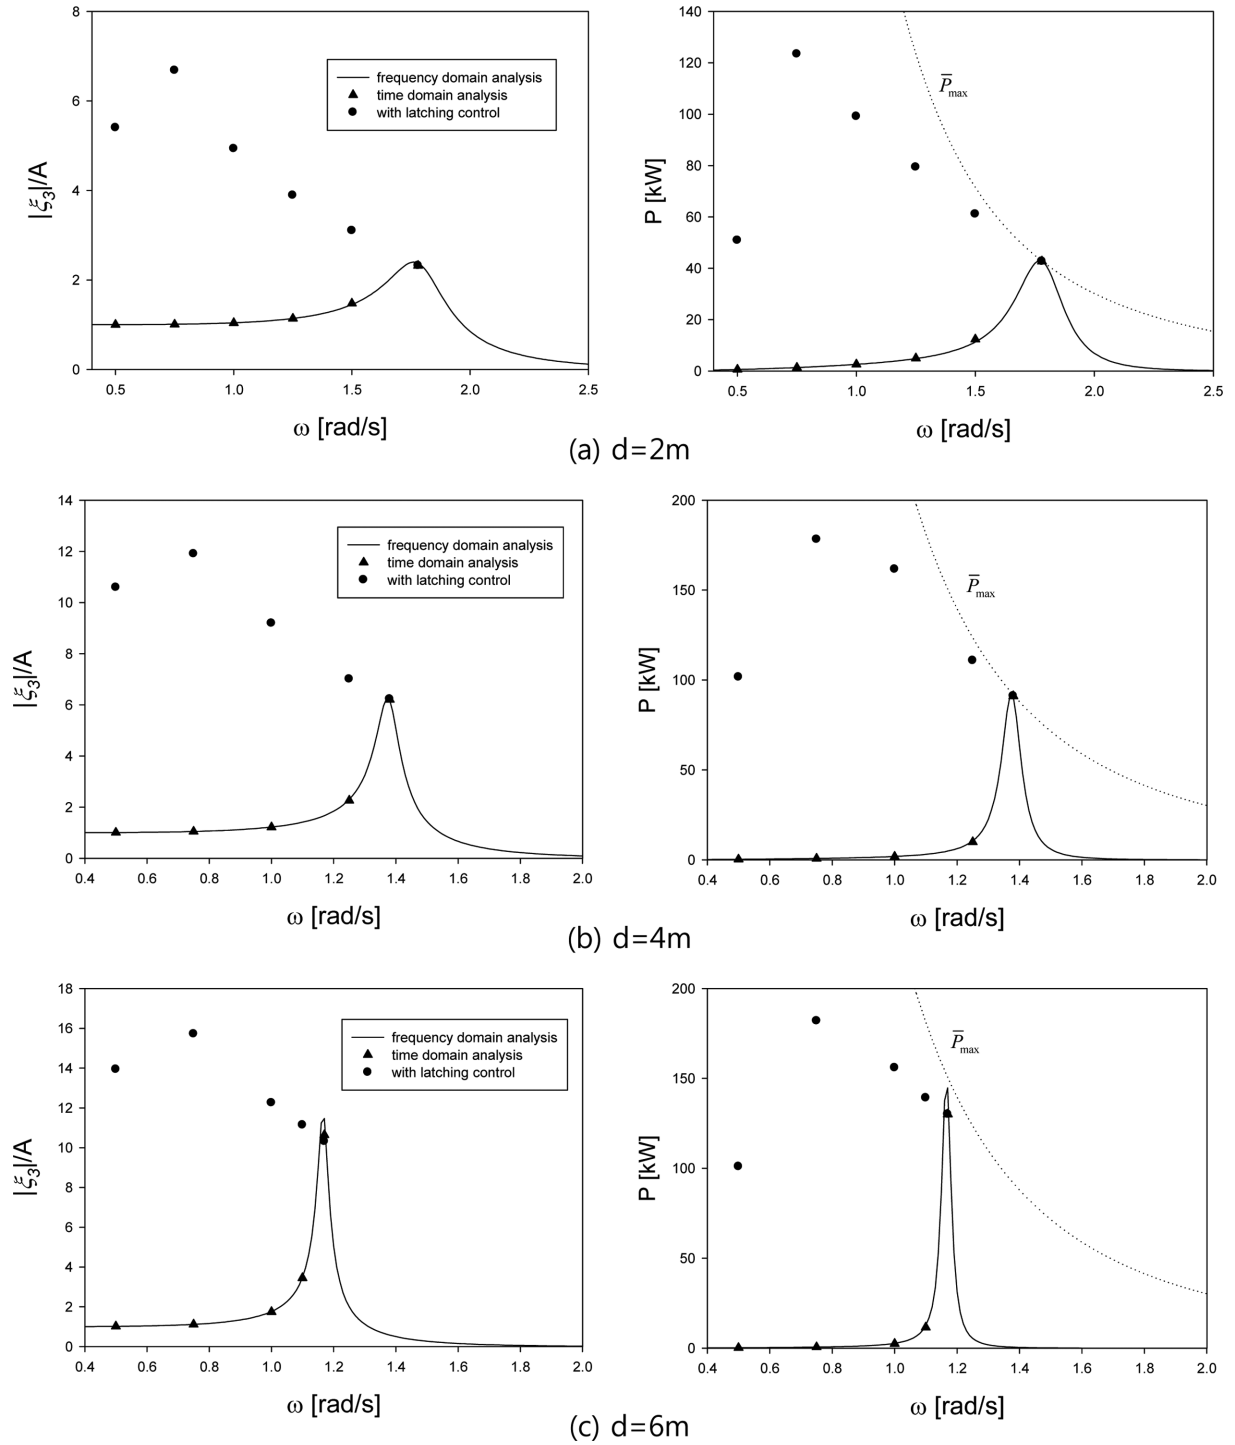 8
6
4
2
0
|ξ3|/A
frequency domain analysis
time domain analysis
with latching control
0.5 1.0 1.5 2.0 2.5
ω [rad/s]
140
120
100
80
60
40
20
0
P [kW]
P̅max
0.5 1.0 1.5 2.0 2.5
ω [rad/s]
(a) d=2m
14
12
10
8
6
4
2
0
|ξ3|/A
frequency domain analysis
time domain analysis
with latching control
0.4 0.6 0.8 1.0 1.2 1.4 1.6 1.8 2.0
ω [rad/s]
200
150
100
50
0
P [kW]
P̅max
0.4 0.6 0.8 1.0 1.2 1.4 1.6 1.8 2.0
ω [rad/s]
(b) d=4m
18
16
14
12
10
8
6
4
2
0
|ξ3|/A
frequency domain analysis
time domain analysis
with latching control
0.4 0.6 0.8 1.0 1.2 1.4 1.6 1.8 2.0
ω [rad/s]
200
150
100
50
0
P [kW]
P̅max
0.4 0.6 0.8 1.0 1.2 1.4 1.6 1.8 2.0
ω [rad/s]
(c) d=6m